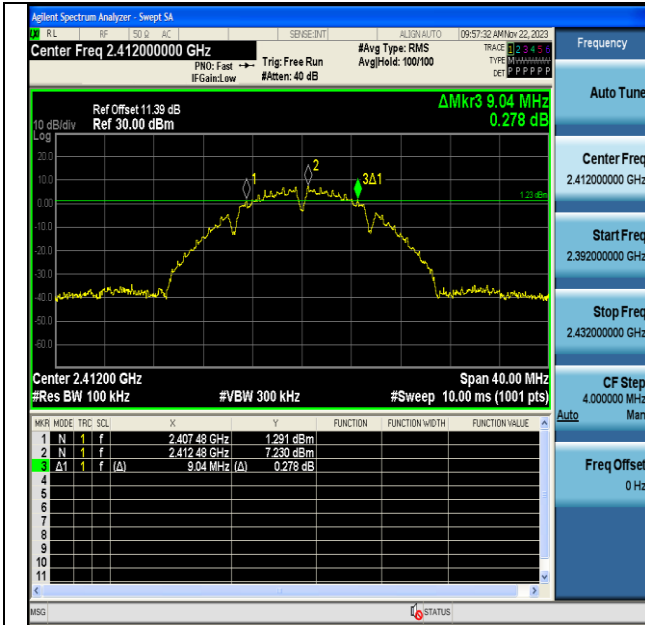 Agilent Spectrum Analyzer - Swept SA
RL RF 50 Ω AC SENSE:INT ALIGN AUTO 09:57:32 AM Nov 22, 2023
Center Freq 2.412000000 GHz
PNO: Fast
IFGain:Low
Trig: Free Run
#Atten: 40 dB
#Avg Type: RMS
Avg|Hold: 100/100
TRACE 1 2 3 4 5 6
TYPE M
DET P P P P P P
Frequency
ΔMkr3 9.04 MHz
0.278 dB
Ref Offset 11.39 dB
10 dB/div Ref 30.00 dBm
Log
20.0
10.0
0.00
-10.0
-20.0
-30.0
-40.0
-50.0
-60.0
1
2
3Δ1
1.23 dBm
Center 2.41200 GHz Span 40.00 MHz
#Res BW 100 kHz #VBW 300 kHz #Sweep 10.00 ms (1001 pts)
MKR MODE TRC SCL X Y FUNCTION FUNCTION WIDTH FUNCTION VALUE
1 N 1 f 2.407 48 GHz 1.291 dBm
2 N 1 f 2.412 48 GHz 7.230 dBm
3 Δ1 1 f (Δ) 9.04 MHz (Δ) 0.278 dB
4
5
6
7
8
9
10
11
MSG STATUS
Auto Tune
Center Freq
2.412000000 GHz
Start Freq
2.392000000 GHz
Stop Freq
2.432000000 GHz
CF Step
4.000000 MHz
Auto Man
Freq Offset
0 Hz